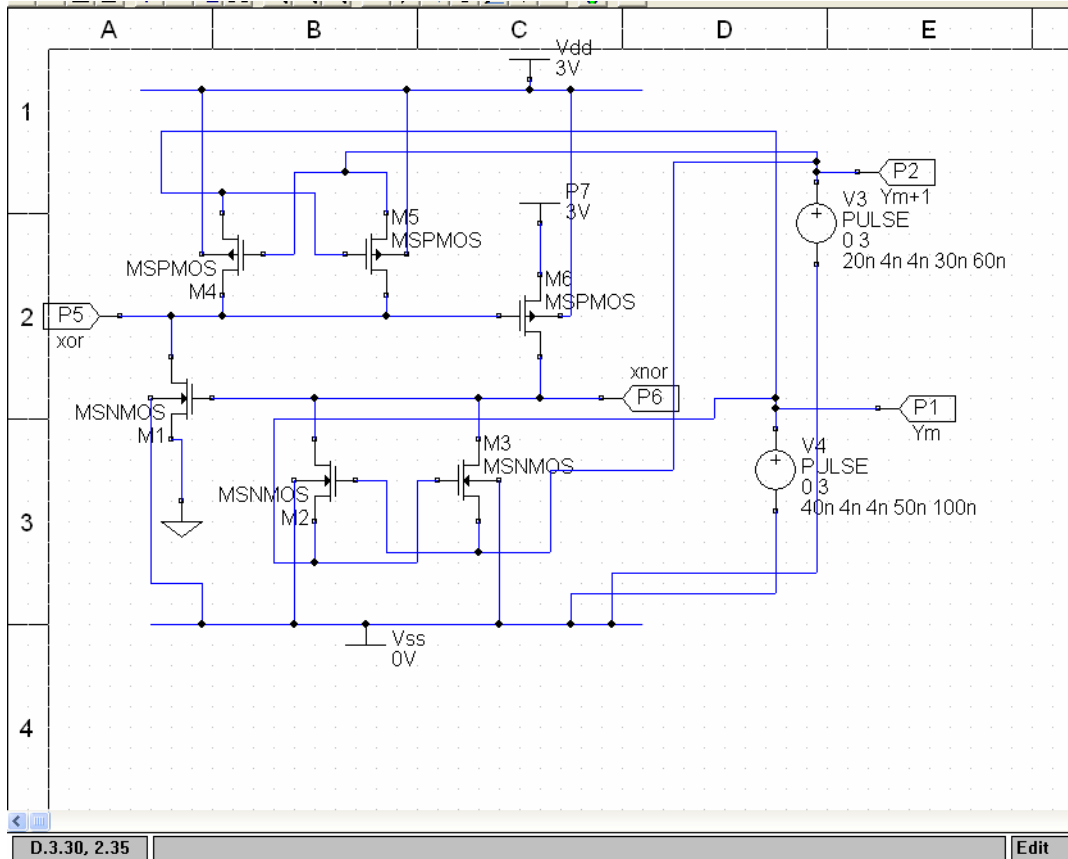 A B C D E
1
2
3
4
Vdd
3V
P2
Ym+1
V3
PULSE
0 3
20n 4n 4n 30n 60n
P7
3V
M5
MSPMOS
MSPMOS
M4
M6
MSPMOS
P5
xor
xnor
P6
P1
Ym
MSNMOS
M1
M3
MSNMOS
MSNMOS
M2
V4
PULSE
0 3
40n 4n 4n 50n 100n
Vss
0V
D.3.30, 2.35
Edit